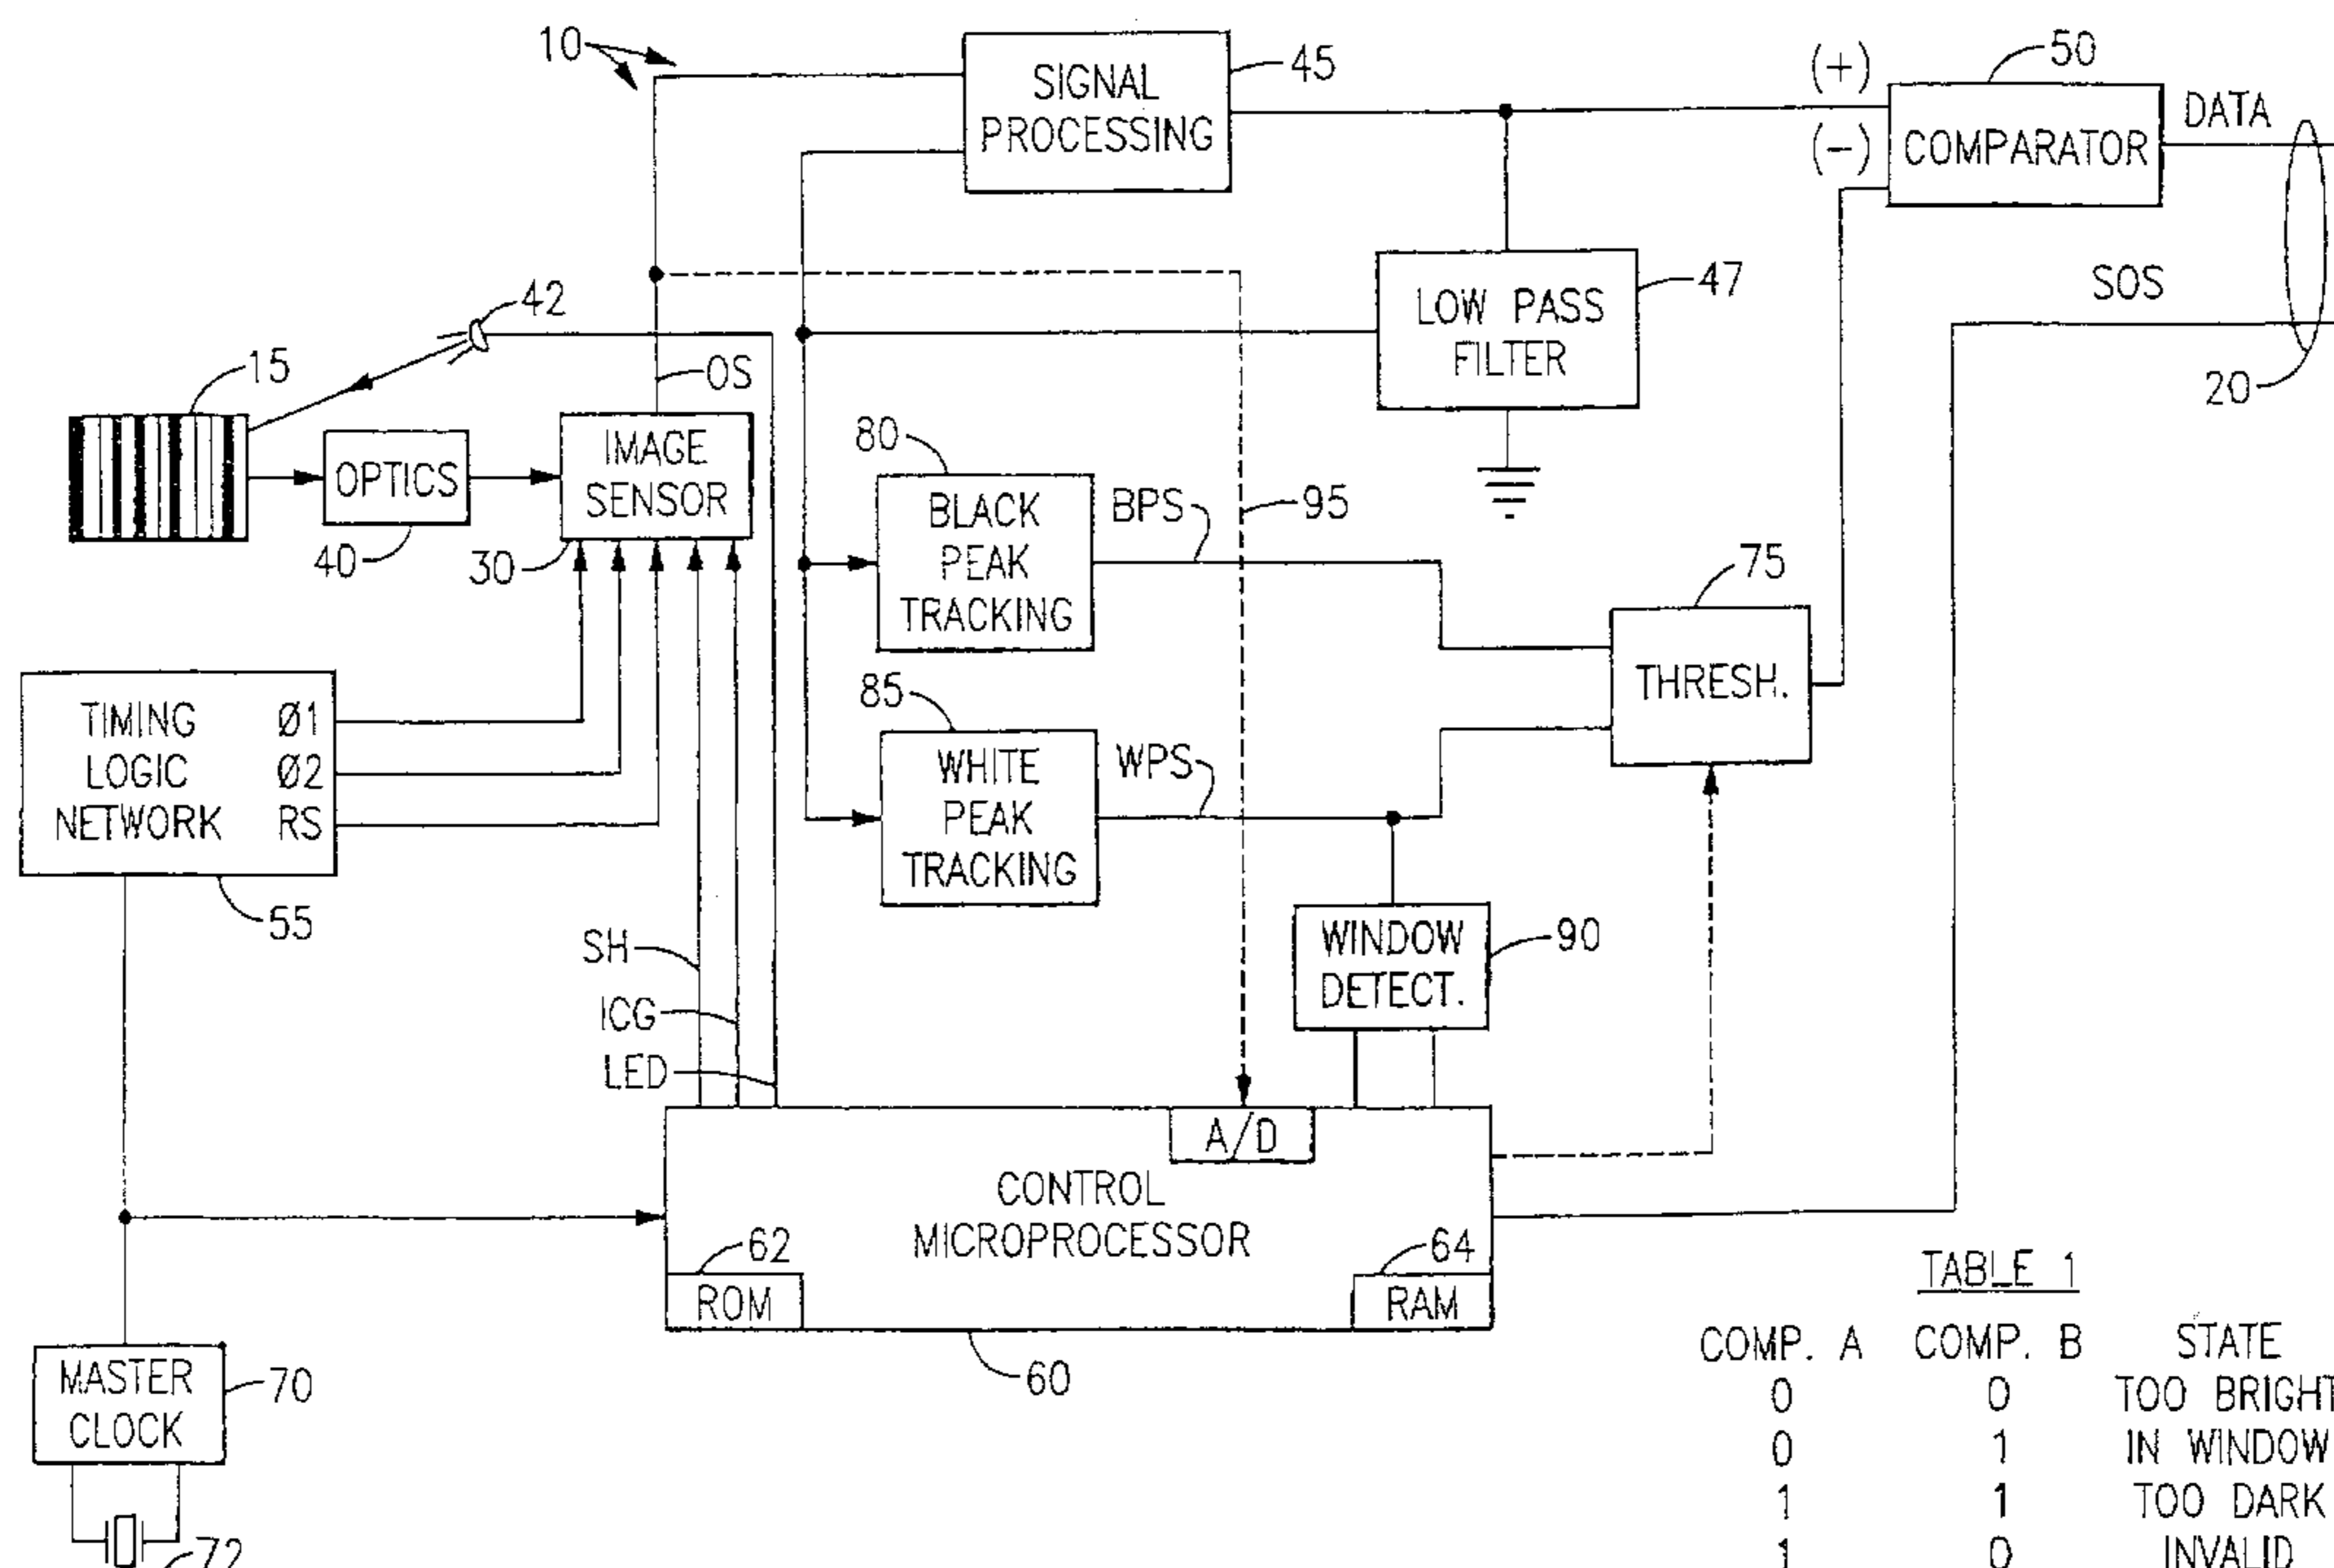 10
SIGNAL
PROCESSING
45
(+)
(-)
50
COMPARATOR
DATA
SOS
20
LOW PASS
FILTER
47
42
15
OS
OPTICS
40
IMAGE
SENSOR
30
80
BLACK
PEAK
TRACKING
BPS
95
75
THRESH.
TIMING
LOGIC
NETWORK
Ø1
Ø2
RS
55
85
WHITE
PEAK
TRACKING
WPS
WINDOW
DETECT.
90
SH
ICG
LED
A/D
CONTROL
MICROPROCESSOR
62
ROM
64
RAM
60
MASTER
CLOCK
70
72
TABLE 1
COMP. A COMP. B STATE
0 0 TOO BRIGHT
0 1 IN WINDOW
1 1 TOO DARK
1 0 INVALID